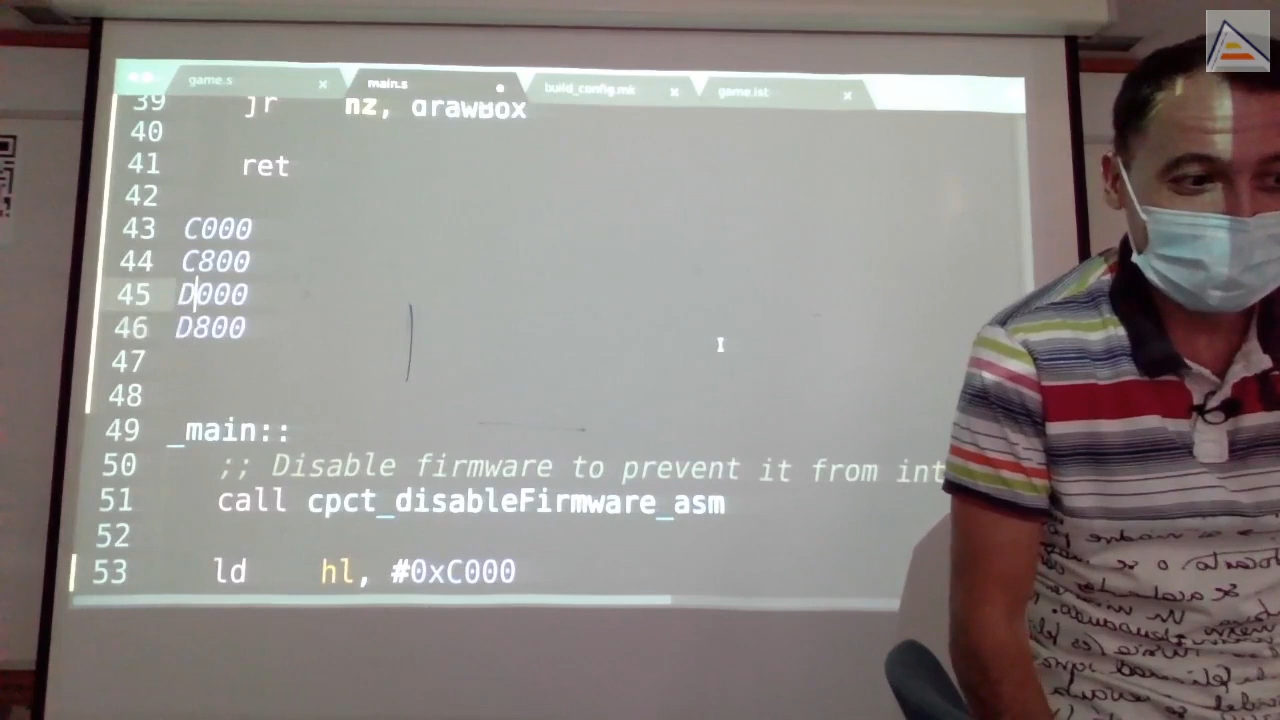 game.s x main.s build_config.mk x game.lst x
39 jr nz, drawBox
40
41 ret
42
43 C000
44 C800
45 D000
46 D800
47
48
49 _main::
50 ;; Disable firmware to prevent it from int
51 call cpct_disableFirmware_asm
52
53 ld hl, #0xC000